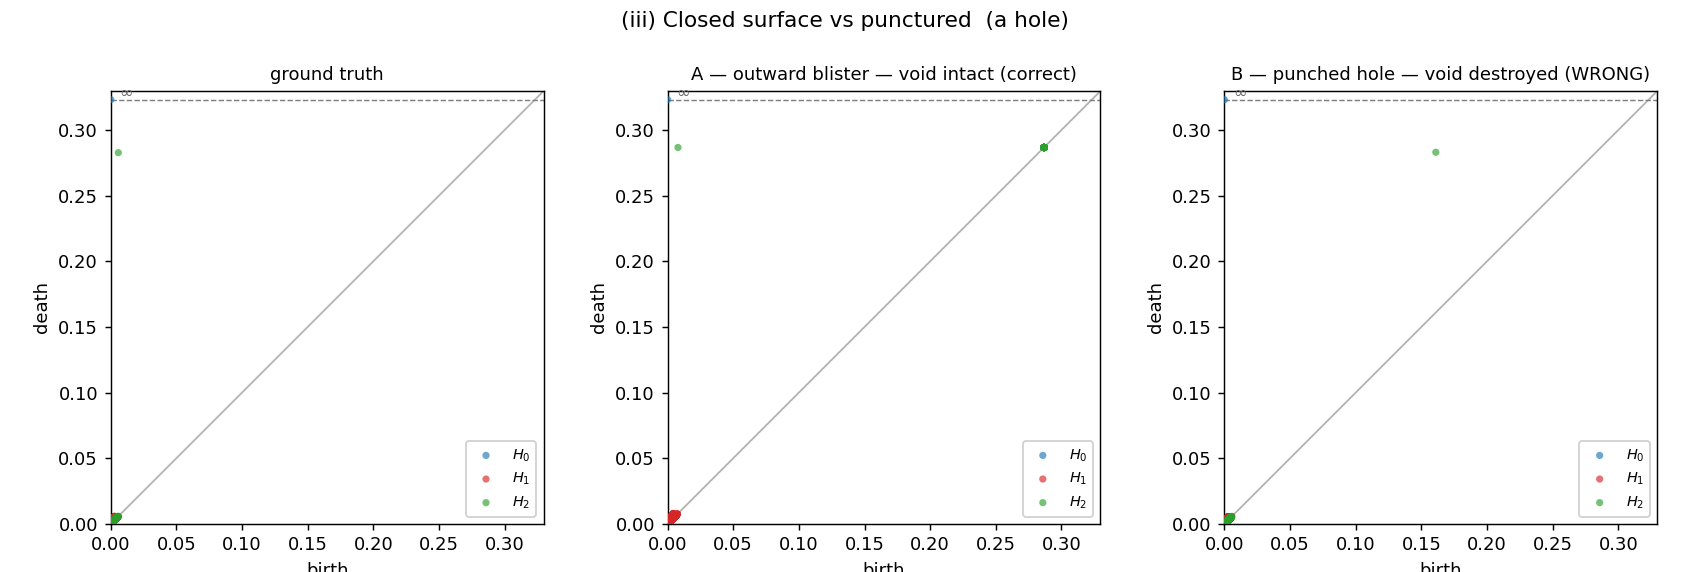 (iii) Closed surface vs punctured  (a hole)
ground truth
∞
death
0.30
0.25
0.20
0.15
0.10
0.05
0.00
H₀
H₁
H₂
0.00 0.05 0.10 0.15 0.20 0.25 0.30
birth
A — outward blister — void intact (correct)
∞
death
0.30
0.25
0.20
0.15
0.10
0.05
0.00
H₀
H₁
H₂
0.00 0.05 0.10 0.15 0.20 0.25 0.30
birth
B — punched hole — void destroyed (WRONG)
∞
death
0.30
0.25
0.20
0.15
0.10
0.05
0.00
H₀
H₁
H₂
0.00 0.05 0.10 0.15 0.20 0.25 0.30
birth